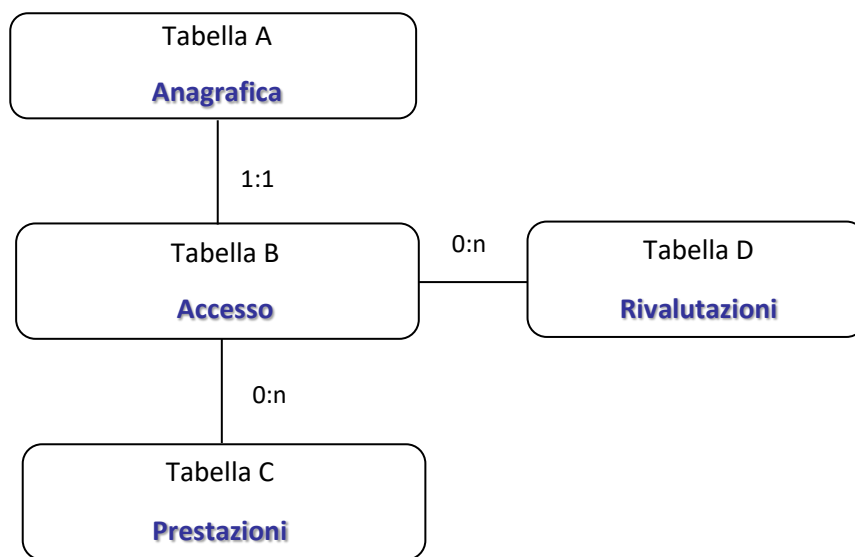 Tabella A
Anagrafica
1:1
Tabella B
Accesso
0:n
Tabella D
Rivalutazioni
0:n
Tabella C
Prestazioni